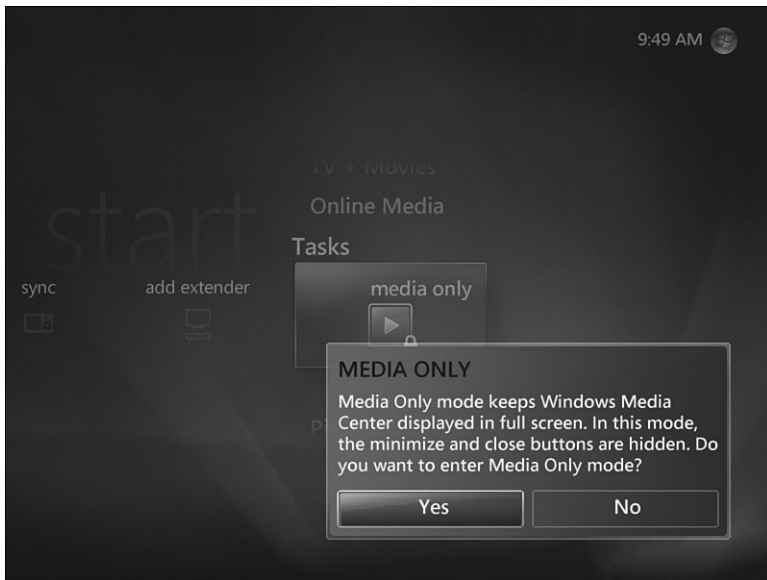 9:49 AM
TV + Movies
Online Media
start
Tasks
sync
add extender
media only
MEDIA ONLY
Media Only mode keeps Windows Media
Center displayed in full screen. In this mode,
the minimize and close buttons are hidden. Do
you want to enter Media Only mode?
Yes
No